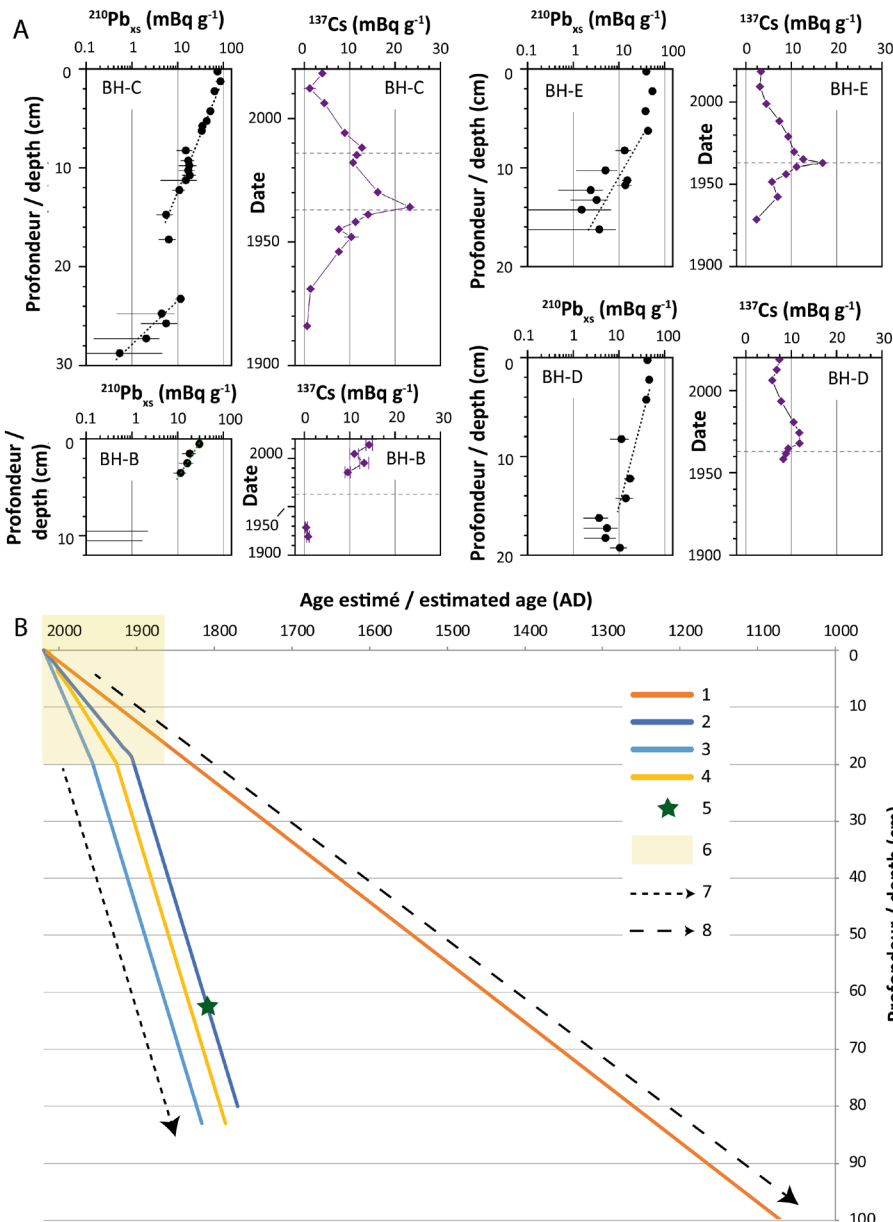 A
²¹⁰Pbxs (mBq g⁻¹)
0.1 1 10 100
BH-C
Profondeur / depth (cm)
0
10
20
30
¹³⁷Cs (mBq g⁻¹)
0 10 20 30
BH-C
Date
2000
1950
1900
²¹⁰Pbxs (mBq g⁻¹)
0.1 1 10 100
BH-E
Profondeur / depth (cm)
0
10
20
¹³⁷Cs (mBq g⁻¹)
0 10 20 30
BH-E
Date
2000
1950
1900
²¹⁰Pbxs (mBq g⁻¹)
0.1 1 10 100
BH-B
Profondeur /
depth (cm)
0
10
¹³⁷Cs (mBq g⁻¹)
0 10 20 30
BH-B
Date
2000
1950
1900
²¹⁰Pbxs (mBq g⁻¹)
0.1 1 10 100
BH-D
Profondeur / depth (cm)
0
10
20
¹³⁷Cs (mBq g⁻¹)
0 10 20 30
BH-D
Date
2000
1950
1900
B
Age estimé / estimated age (AD)
2000 1900 1800 1700 1600 1500 1400 1300 1200 1100 1000
0
10
20
30
40
50
60
70
80
90
100
Profondeur / depth (cm)
1
2
3
4
5
6
7
8